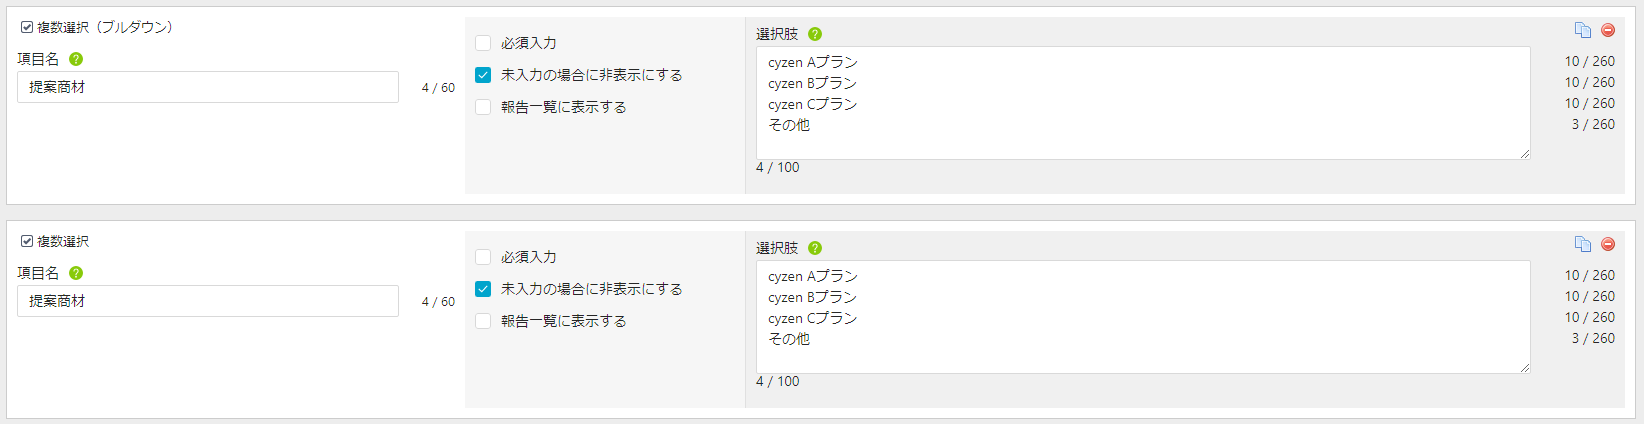 複数選択（プルダウン）
項目名 ?
提案商材
4 / 60
必須入力
未入力の場合に非表示にする
報告一覧に表示する
選択肢 ?
cyzen Aプラン 10 / 260
cyzen Bプラン 10 / 260
cyzen Cプラン 10 / 260
その他 3 / 260
4 / 100
複数選択
項目名 ?
提案商材
4 / 60
必須入力
未入力の場合に非表示にする
報告一覧に表示する
選択肢 ?
cyzen Aプラン 10 / 260
cyzen Bプラン 10 / 260
cyzen Cプラン 10 / 260
その他 3 / 260
4 / 100